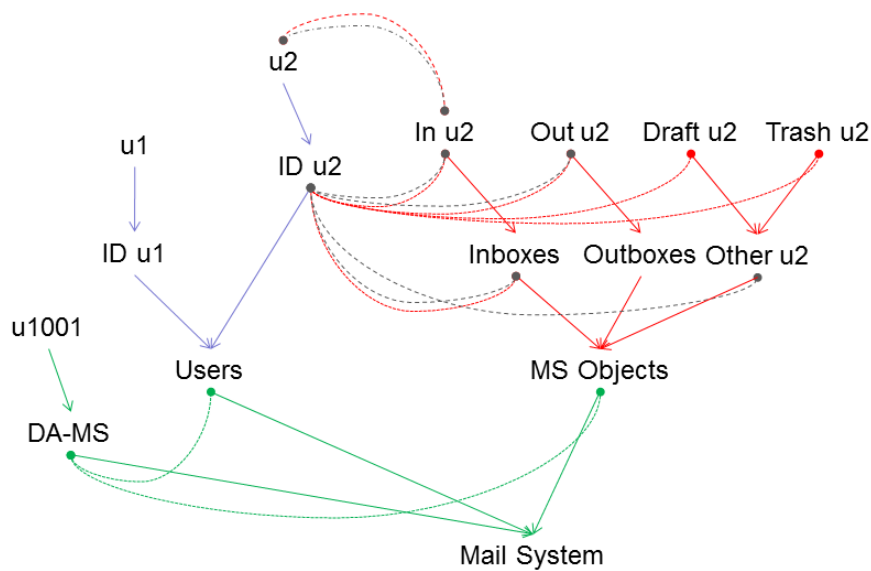 u2
In u2
Out u2
Draft u2
Trash u2
u1
ID u2
ID u1
Inboxes
Outboxes
Other u2
u1001
Users
MS Objects
DA-MS
Mail System